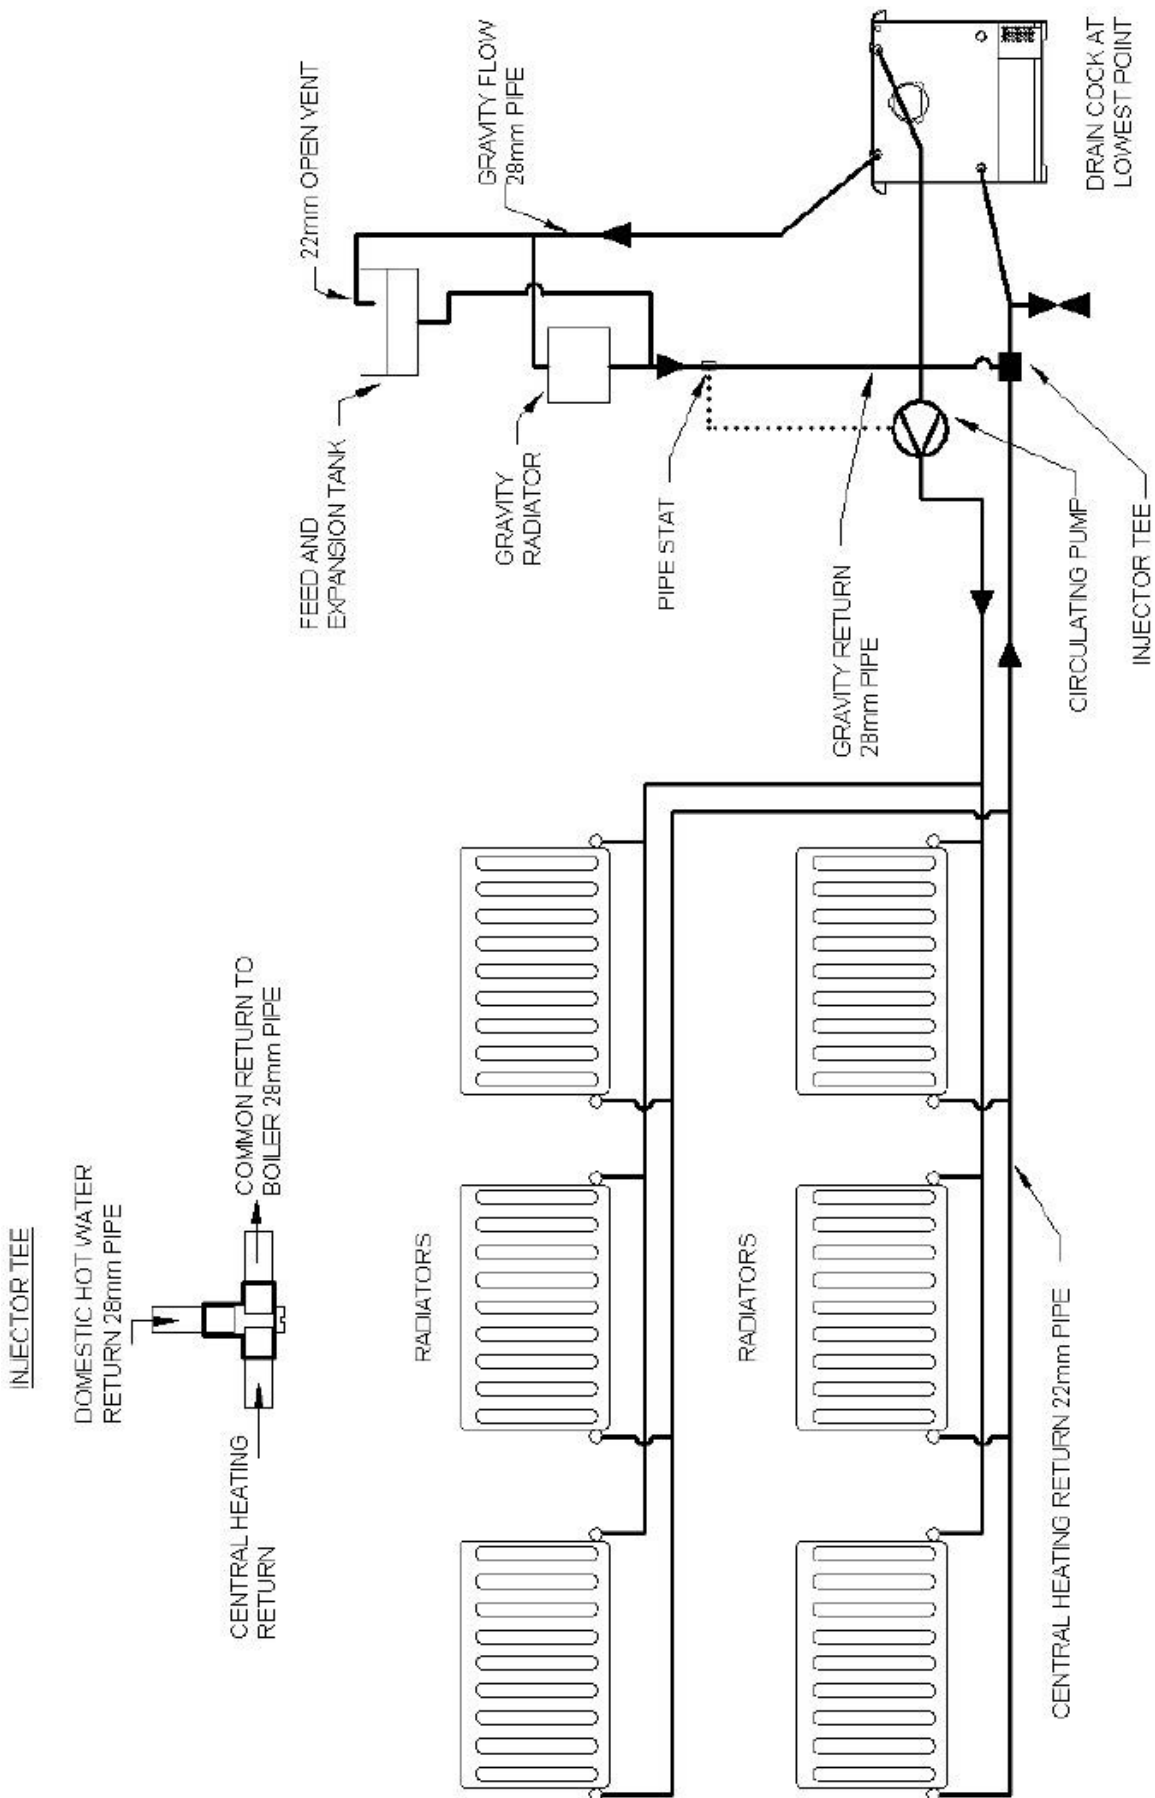 INJECTOR TEE
DOMESTIC HOT WATER
RETURN 28mm PIPE
CENTRAL HEATING
RETURN
COMMON RETURN TO
BOILER 28mm PIPE
FEED AND
EXPANSION TANK
22mm OPEN VENT
GRAVITY FLOW
28mm PIPE
GRAVITY
RADIATOR
PIPE STAT
GRAVITY RETURN
28mm PIPE
RADIATORS
RADIATORS
CENTRAL HEATING RETURN 22mm PIPE
CIRCULATING PUMP
INJECTOR TEE
DRAIN COCK AT
LOWEST POINT